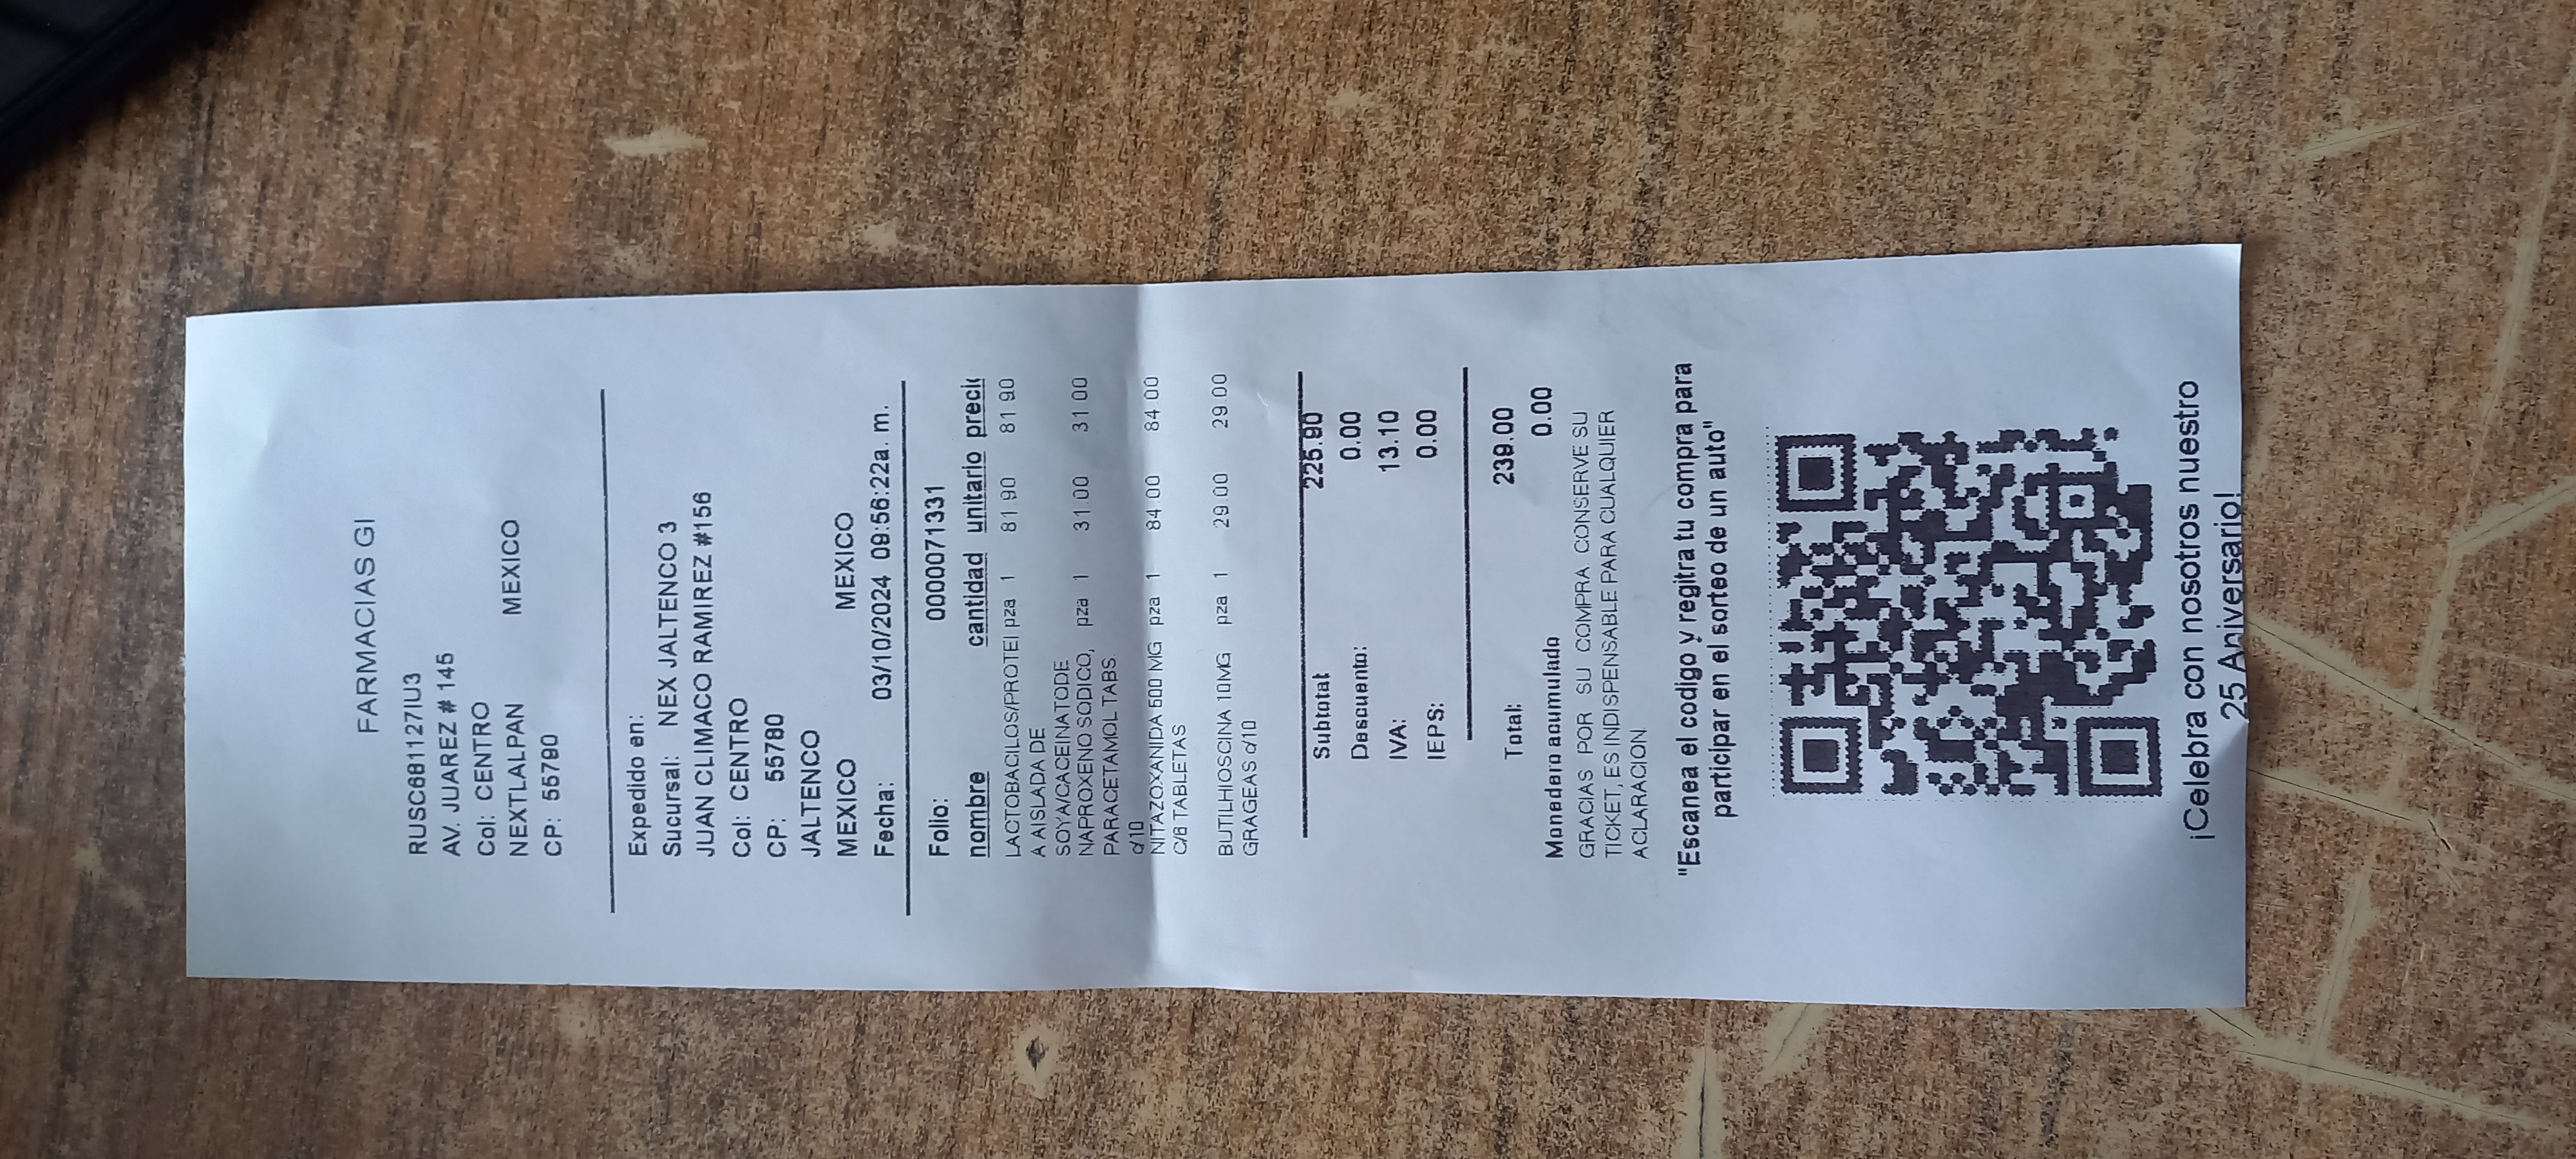 FARMACIAS GI
RUSC681127IU3
AV. JUAREZ # 145
Col: CENTRO
NEXTLALPAN MEXICO
CP: 55790
Expedido en:
Sucursal: NEX JALTENCO 3
JUAN CLIMACO RAMIREZ #156
Col: CENTRO
CP: 55780
JALTENCO
MEXICO MEXICO
Fecha: 03/10/2024 09:56:22a. m.
Folio: 0000071331
nombre cantidad unitario preci
LACTOBACILOS/PROTEI pza 1 81.90 81.90
A AISLADA DE
SOYA/CACEINATODE
NAPROXENO SODICO, pza 1 31.00 31.00
PARACETAMOL TABS.
c/10
NITAZOXANIDA 500 MG pza 1 84.00 84.00
C/6 TABLETAS
BUTILHIOSCINA 10MG pza 1 29.00 29.00
GRAGEAS c/10
Subtotal 225.90
Descuento: 0.00
IVA: 13.10
IEPS: 0.00
Total: 239.00
Monedero acumulado 0.00
GRACIAS POR SU COMPRA CONSERVE SU
TICKET, ES INDISPENSABLE PARA CUALQUIER
ACLARACION
"Escanea el codigo y regitra tu compra para
participar en el sorteo de un auto"
¡Celebra con nosotros nuestro
25 Aniversario!